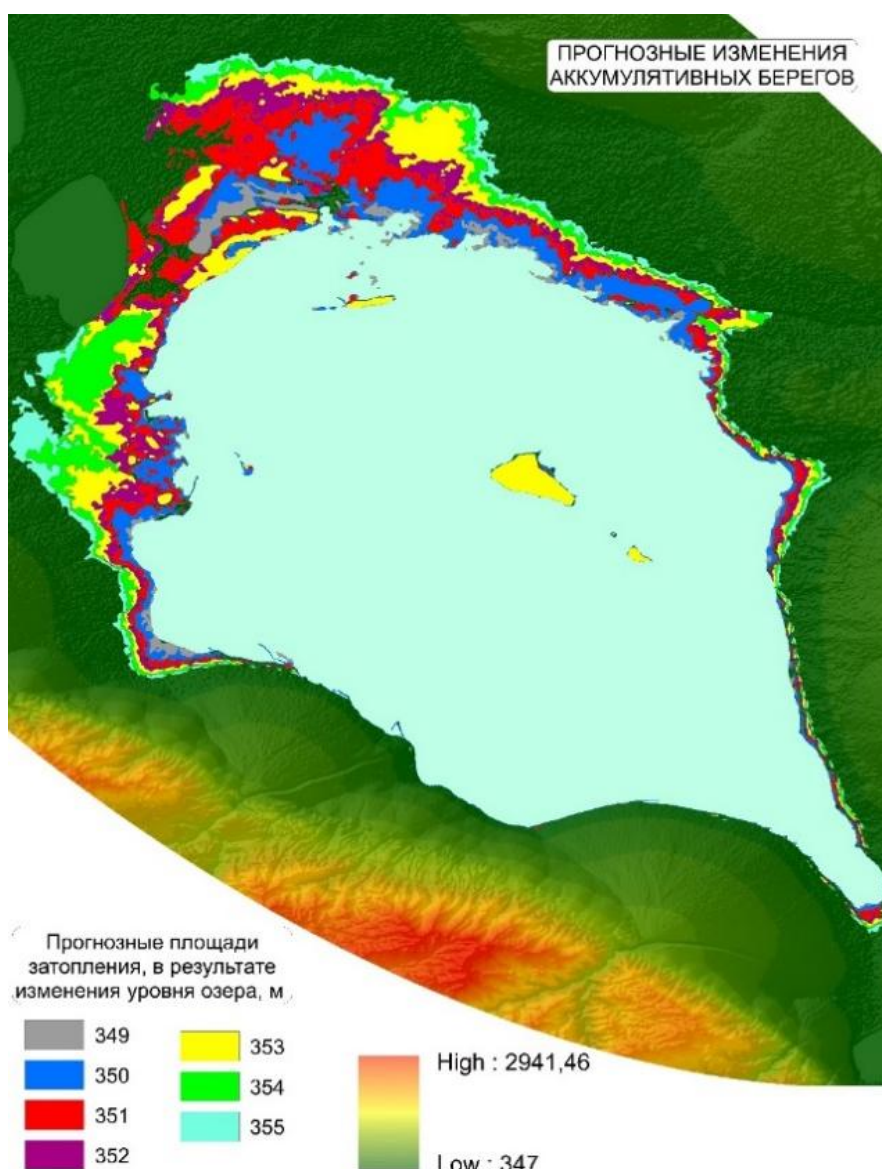 ПРОГНОЗНЫЕ ИЗМЕНЕНИЯ
АККУМУЛЯТИВНЫХ БЕРЕГОВ
Прогнозные площади
затопления, в результате
изменения уровня озера, м
349
350
351
352
353
354
355
High : 2941,46
Low : 347